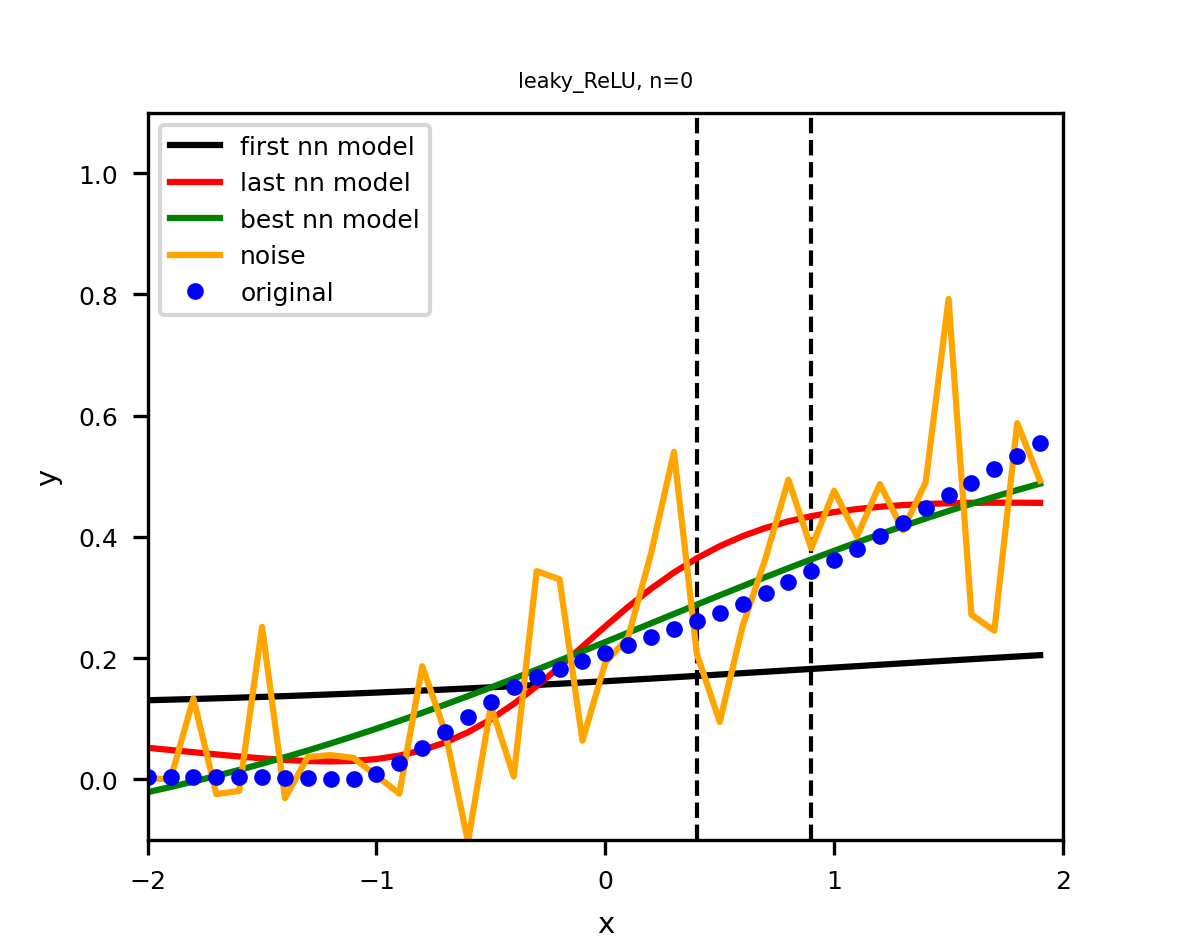 leaky_ReLU, n=0
first nn model
last nn model
best nn model
noise
original
y
1.0
0.8
0.6
0.4
0.2
0.0
−2
−1
0
1
2
x